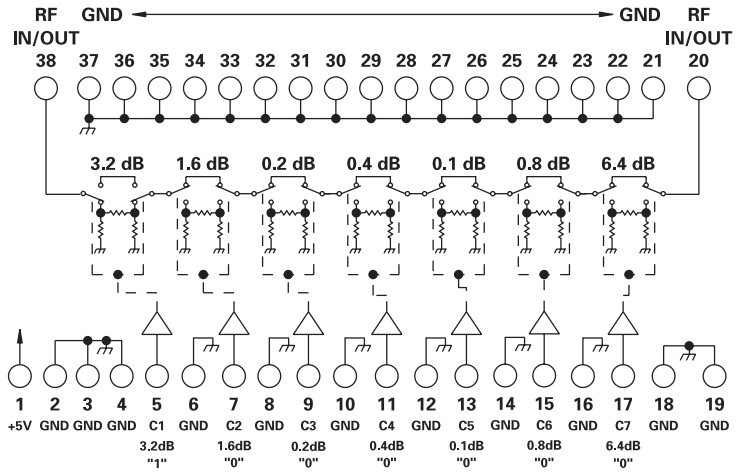 RF GND GND RF
IN/OUT IN/OUT
38 37 36 35 34 33 32 31 30 29 28 27 26 25 24 23 22 21 20
3.2 dB 1.6 dB 0.2 dB 0.4 dB 0.1 dB 0.8 dB 6.4 dB
1 2 3 4 5 6 7 8 9 10 11 12 13 14 15 16 17 18 19
+5V GND GND GND C1 GND C2 GND C3 GND C4 GND C5 GND C6 GND C7 GND GND
3.2dB 1.6dB 0.2dB 0.4dB 0.1dB 0.8dB 6.4dB
"1" "0" "0" "0" "0" "0" "0"